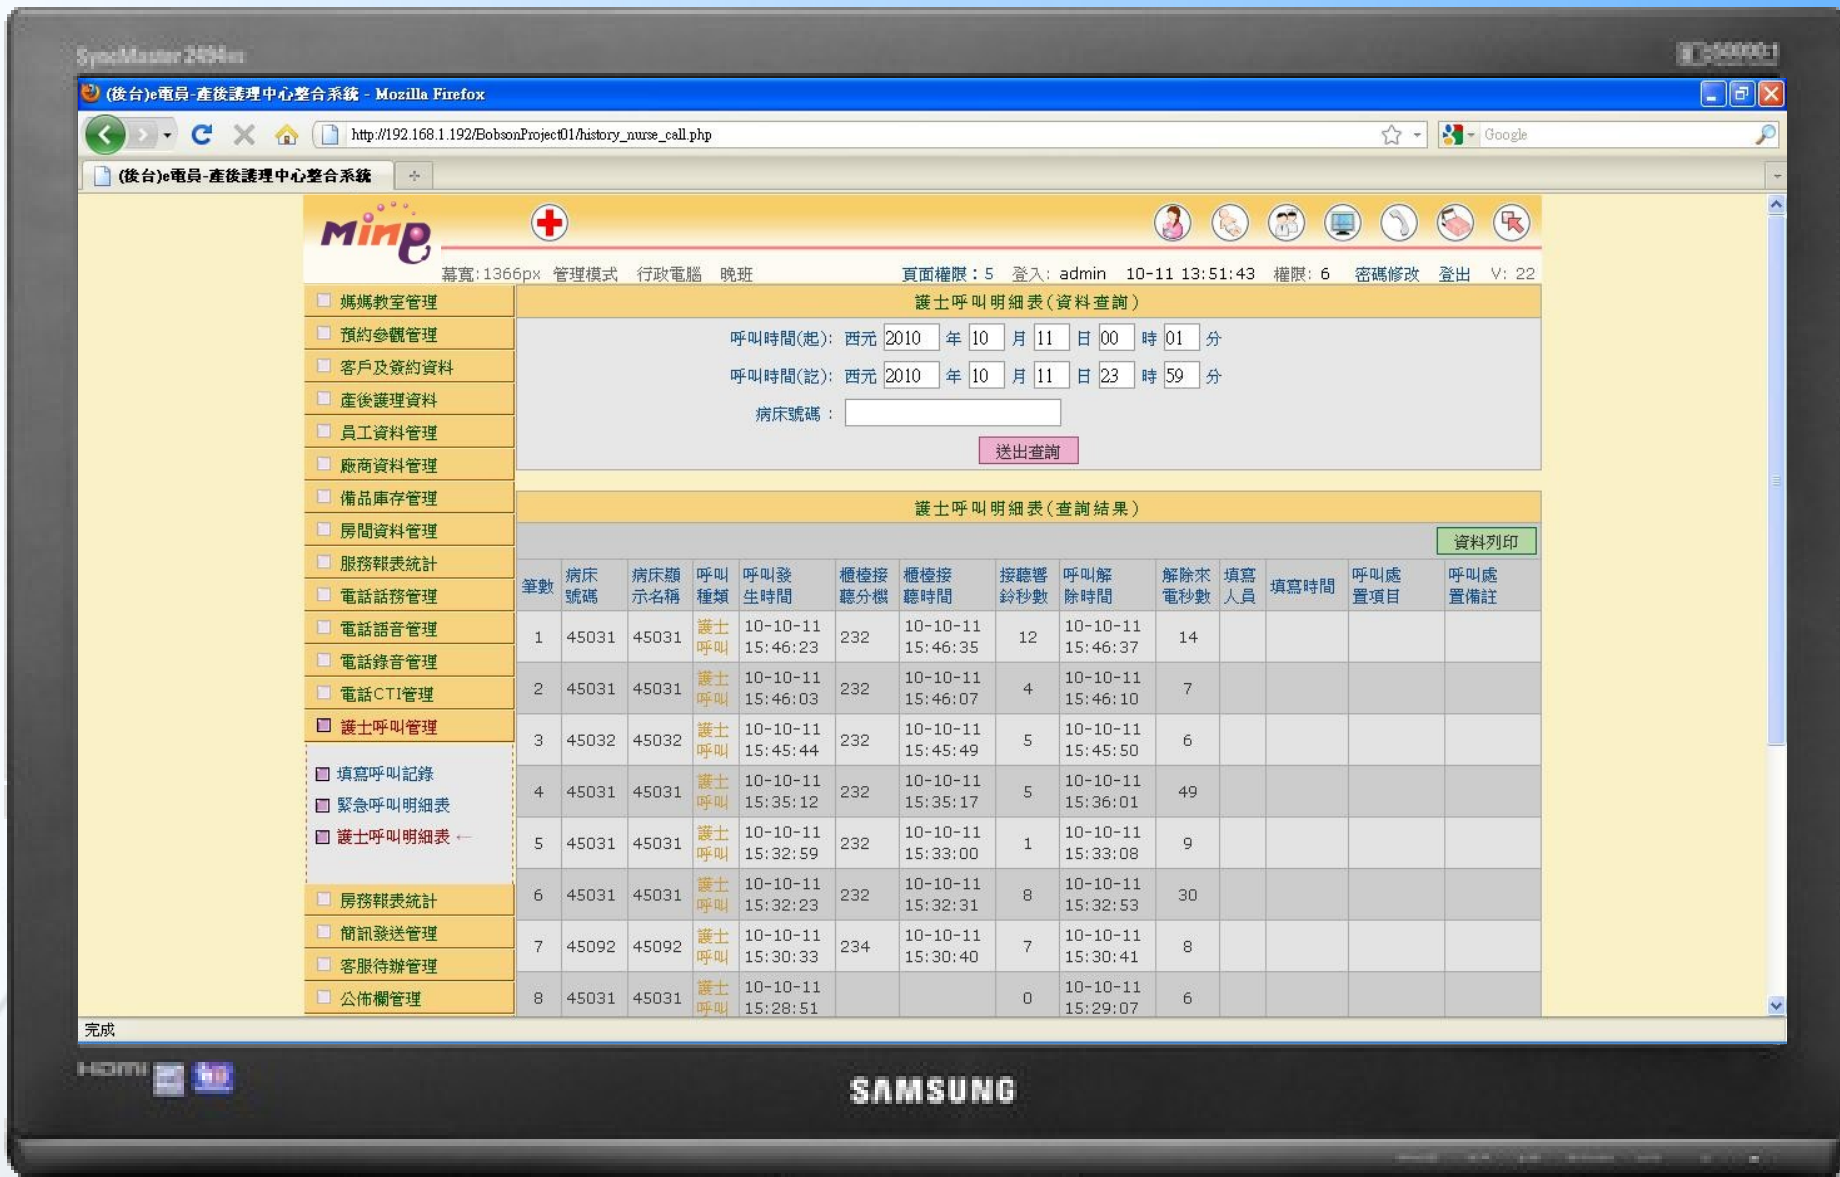 SyncMaster 2494HS
(後台)e電員-產後護理中心整合系統 - Mozilla Firefox
http://192.168.1.192/BobsonProject01/history_nurse_call.php
Google
(後台)e電員-產後護理中心整合系統
Mine
幕寬:1366px 管理模式 行政電腦 晚班 頁面權限:5 登入: admin 10-11 13:51:43 權限: 6 密碼修改 登出 V: 22
媽媽教室管理
預約參觀管理
客戶及簽約資料
產後護理資料
員工資料管理
廠商資料管理
備品庫存管理
房間資料管理
服務報表統計
電話話務管理
電話語音管理
電話錄音管理
電話CTI管理
護士呼叫管理
填寫呼叫記錄
緊急呼叫明細表
護士呼叫明細表 ←
房務報表統計
簡訊發送管理
客服待辦管理
公佈欄管理
護士呼叫明細表(資料查詢)
呼叫時間(起): 西元 2010 年 10 月 11 日 00 時 01 分
呼叫時間(訖): 西元 2010 年 10 月 11 日 23 時 59 分
病床號碼 :
送出查詢
護士呼叫明細表(查詢結果)
資料列印
筆數 病床號碼 病床顯示名稱 呼叫種類 呼叫發生時間 櫃檯接聽分機 櫃檯接聽時間 接聽響鈴秒數 呼叫解除時間 解除來電秒數 填寫人員 填寫時間 呼叫處置項目 呼叫處置備註
1 45031 45031 護士呼叫 10-10-11 15:46:23 232 10-10-11 15:46:35 12 10-10-11 15:46:37 14
2 45031 45031 護士呼叫 10-10-11 15:46:03 232 10-10-11 15:46:07 4 10-10-11 15:46:10 7
3 45032 45032 護士呼叫 10-10-11 15:45:44 232 10-10-11 15:45:49 5 10-10-11 15:45:50 6
4 45031 45031 護士呼叫 10-10-11 15:35:12 232 10-10-11 15:35:17 5 10-10-11 15:36:01 49
5 45031 45031 護士呼叫 10-10-11 15:32:59 232 10-10-11 15:33:00 1 10-10-11 15:33:08 9
6 45031 45031 護士呼叫 10-10-11 15:32:23 232 10-10-11 15:32:31 8 10-10-11 15:32:53 30
7 45092 45092 護士呼叫 10-10-11 15:30:33 234 10-10-11 15:30:40 7 10-10-11 15:30:41 8
8 45031 45031 護士呼叫 10-10-11 15:28:51 0 10-10-11 15:29:07 6
完成
HDMI
SAMSUNG